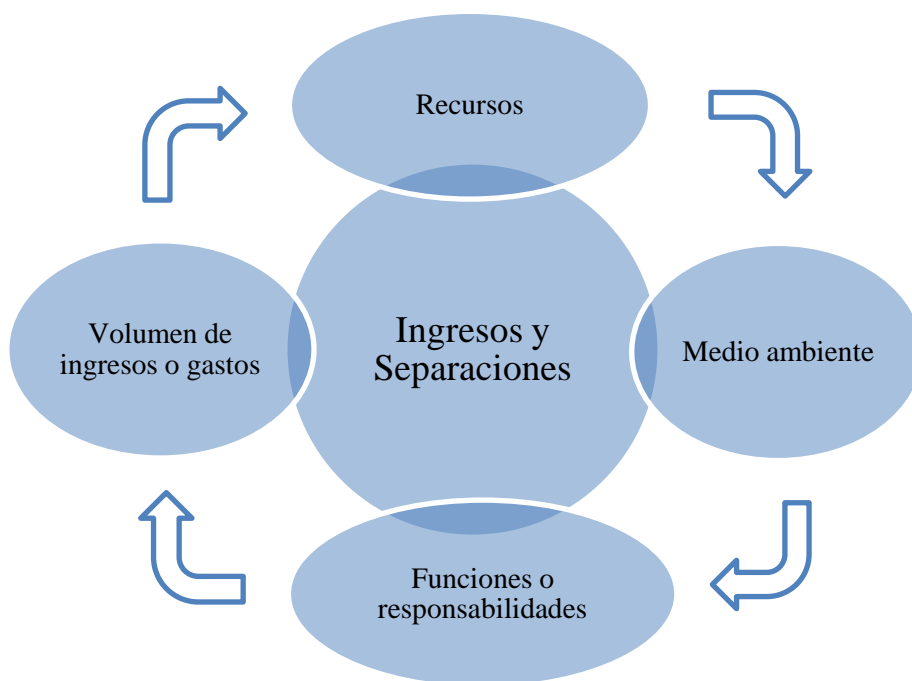 Recursos
Volumen de
ingresos o gastos
Ingresos y
Separaciones
Medio ambiente
Funciones o
responsabilidades